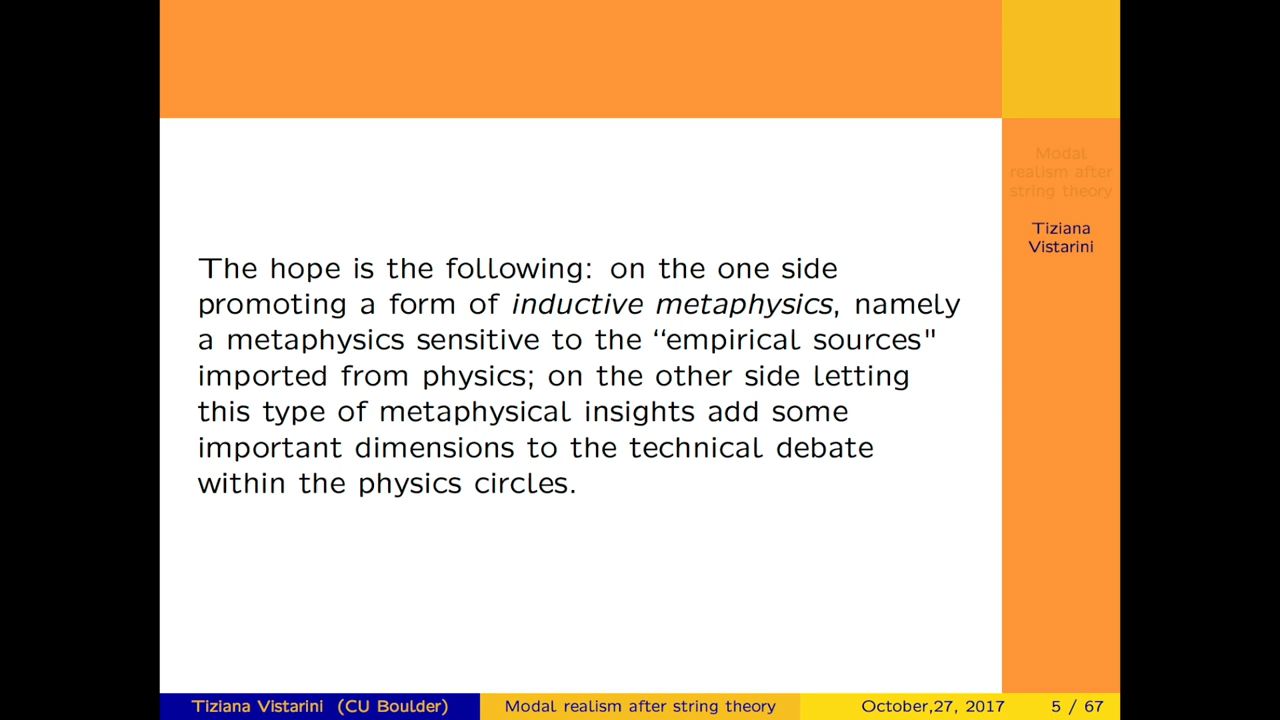 The hope is the following: on the one side
promoting a form of inductive metaphysics, namely
a metaphysics sensitive to the “empirical sources"
imported from physics; on the other side letting
this type of metaphysical insights add some
important dimensions to the technical debate
within the physics circles.
Modal
realism after
string theory
Tiziana
Vistarini
Tiziana Vistarini (CU Boulder)
Modal realism after string theory
October,27, 2017
5 / 67